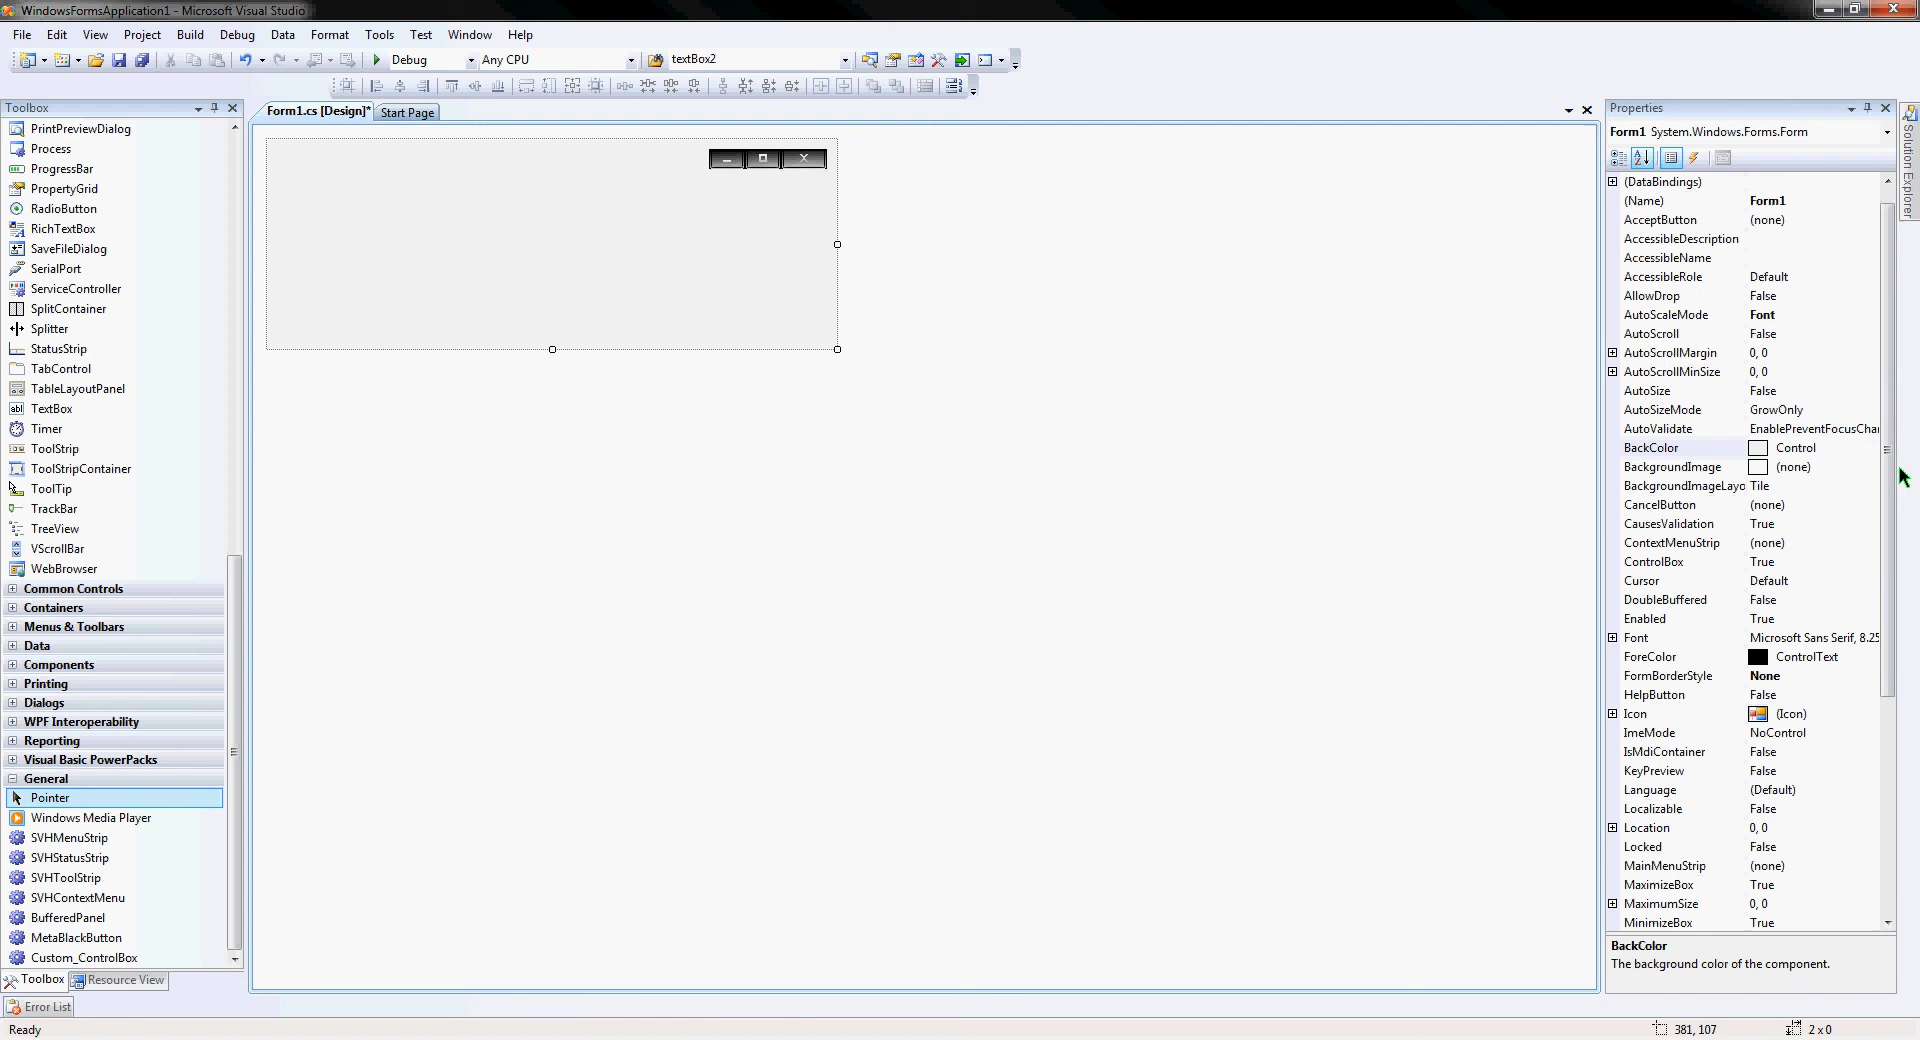 WindowsFormsApplication1 - Microsoft Visual Studio
File Edit View Project Build Debug Data Format Tools Test Window Help
Debug Any CPU textBox2
Toolbox
PrintPreviewDialog
Process
ProgressBar
PropertyGrid
RadioButton
RichTextBox
SaveFileDialog
SerialPort
ServiceController
SplitContainer
Splitter
StatusStrip
TabControl
TableLayoutPanel
TextBox
Timer
ToolStrip
ToolStripContainer
ToolTip
TrackBar
TreeView
VScrollBar
WebBrowser
Common Controls
Containers
Menus & Toolbars
Data
Components
Printing
Dialogs
WPF Interoperability
Reporting
Visual Basic PowerPacks
General
Pointer
Windows Media Player
SVHMenuStrip
SVHStatusStrip
SVHToolStrip
SVHContextMenu
BufferedPanel
MetaBlackButton
Custom_ControlBox
Toolbox Resource View
Error List
Form1.cs [Design]* Start Page
Properties
Form1 System.Windows.Forms.Form
(DataBindings)
(Name) Form1
AcceptButton (none)
AccessibleDescription
AccessibleName
AccessibleRole Default
AllowDrop False
AutoScaleMode Font
AutoScroll False
AutoScrollMargin 0, 0
AutoScrollMinSize 0, 0
AutoSize False
AutoSizeMode GrowOnly
AutoValidate EnablePreventFocusCha
BackColor Control
BackgroundImage (none)
BackgroundImageLayo Tile
CancelButton (none)
CausesValidation True
ContextMenuStrip (none)
ControlBox True
Cursor Default
DoubleBuffered False
Enabled True
Font Microsoft Sans Serif, 8.25
ForeColor ControlText
FormBorderStyle None
HelpButton False
Icon (Icon)
ImeMode NoControl
IsMdiContainer False
KeyPreview False
Language (Default)
Localizable False
Location 0, 0
Locked False
MainMenuStrip (none)
MaximizeBox True
MaximumSize 0, 0
MinimizeBox True
BackColor
The background color of the component.
Solution Explorer
Ready 381, 107 2 x 0